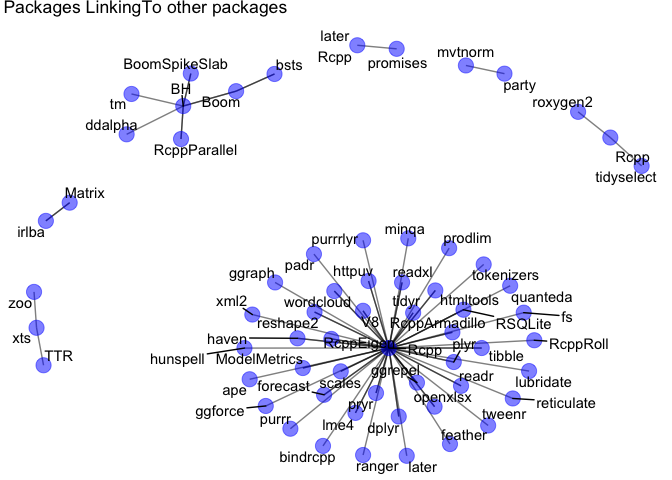 Packages LinkingTo other packages
later
Rcpp
promises
mvtnorm
party
roxygen2
Rcpp
tidyselect
BoomSpikeSlab
bsts
BH
Boom
tm
ddalpha
RcppParallel
Matrix
irlba
zoo
xts
TTR
minqa
purrrlyr
prodlim
padr
httpuv
readxl
tokenizers
ggraph
xml2
wordcloud
tidyr
htmltools
quanteda
fs
reshape2
V8
RcppArmadillo
RSQLite
haven
RcppEigen
Rcpp
plyr
RcppRoll
hunspell
ModelMetrics
tibble
ggrepel
lubridate
ape
forecast
scales
readr
reticulate
ggforce
pryr
openxlsx
tweenr
purrr
lme4
dplyr
feather
bindrcpp
ranger
later